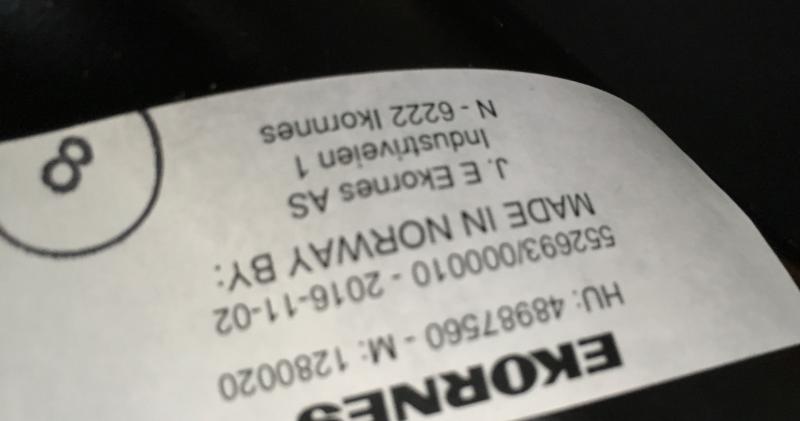 EKORNES
HU: 48987560 - M: 1280020
552693/000010 - 2016-11-02
MADE IN NORWAY BY:
J. E Ekornes AS
Industriveien 1
N - 6222 Ikornnes
8